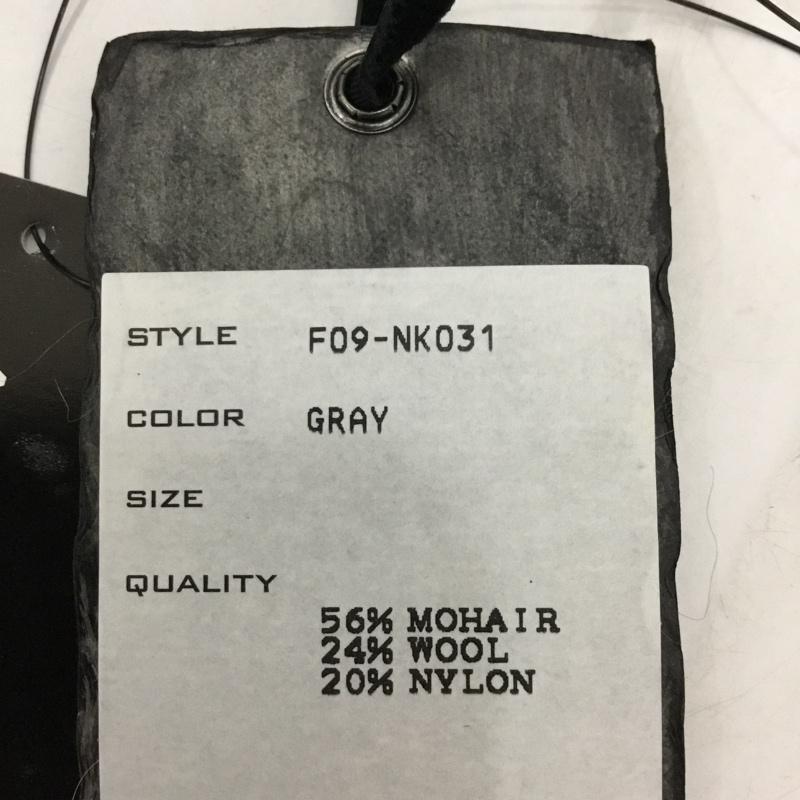 STYLE F09-NK031
COLOR GRAY
SIZE
QUALITY
56% MOHAIR
24% WOOL
20% NYLON